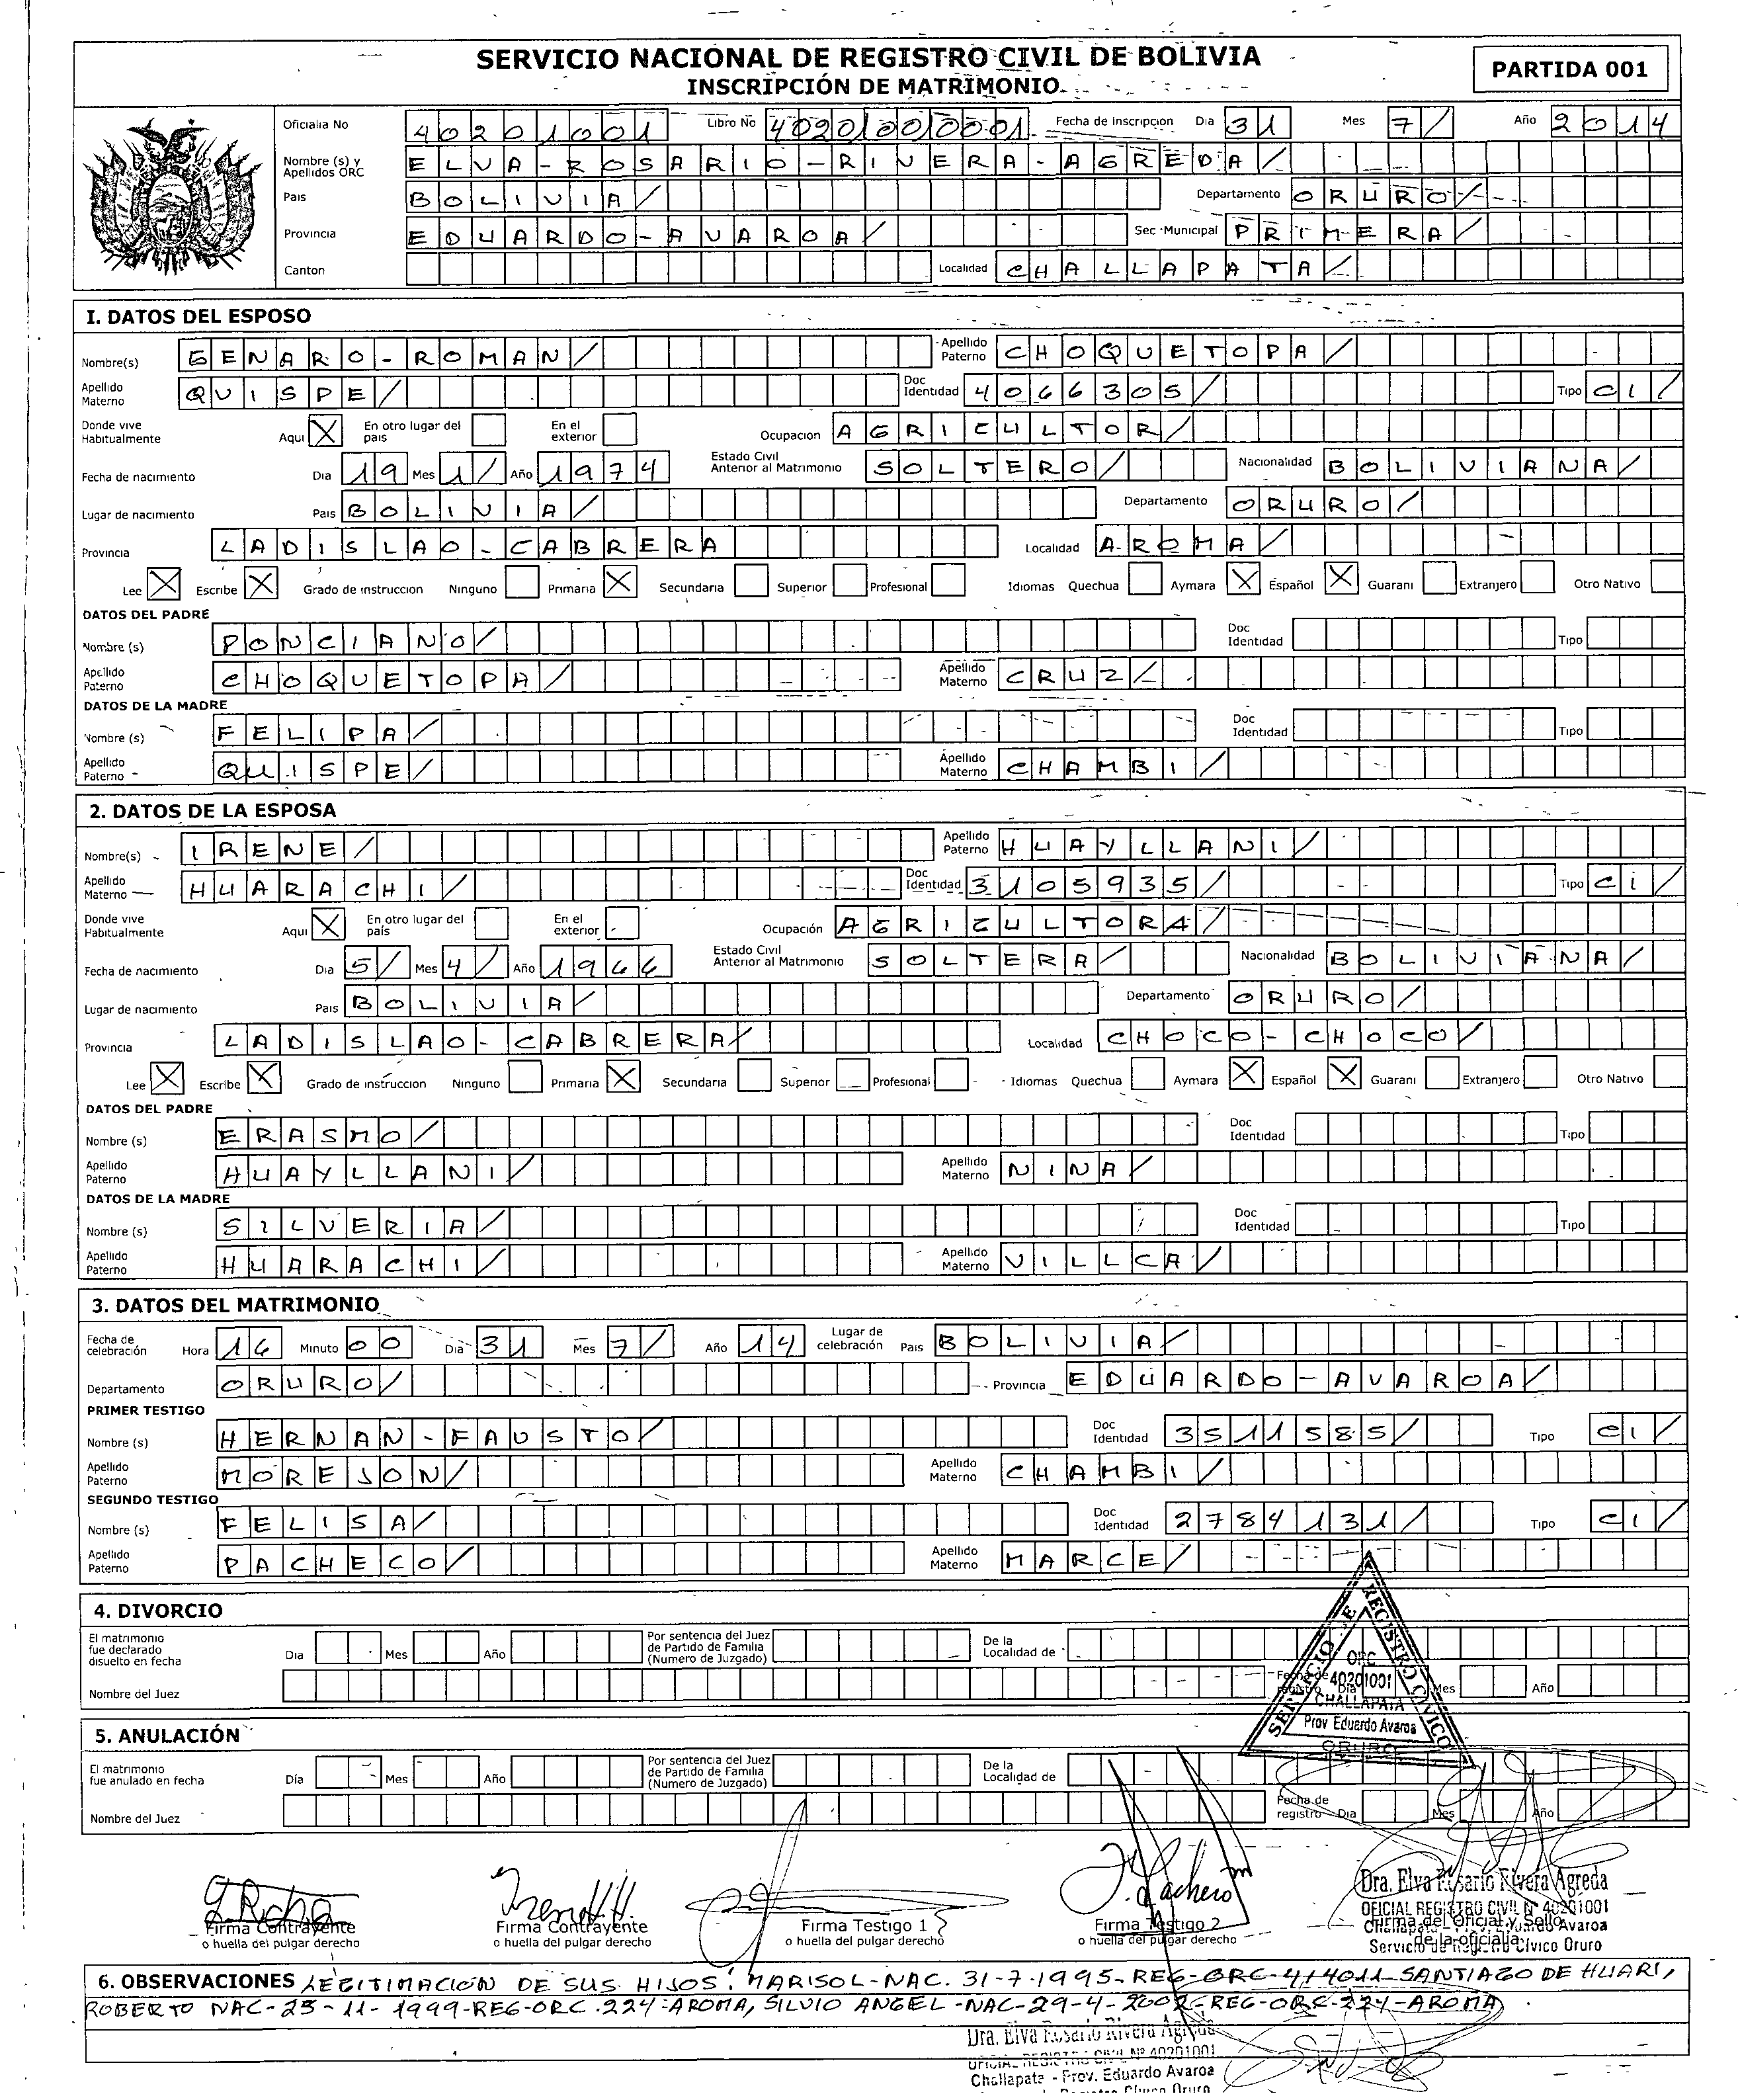 SERVICIO NACIONAL DE REGISTRO CIVIL DE BOLIVIA
INSCRIPCIÓN DE MATRIMONIO
PARTIDA 001
Oficialia No 40201001 Libro No 4020100001 Fecha de inscripcion Dia 31 Mes 7/ Año 2014
Nombre (s) y Apellidos ORC ELVA-ROSARIO-RIVERA-AGREDA/
Pais BOLIVIA/ Departamento ORURO/
Provincia EDUARDO-AVAROA/ Sec Municipal PRIMERA/
Canton Localidad CHALLAPATA/
I. DATOS DEL ESPOSO
Nombre(s) GENARO-ROMAN/ Apellido Paterno CHOQUETOPA/
Apellido Materno QUISPE/ Doc Identidad 4066305/ Tipo CI/
Donde vive Habitualmente Aqui X En otro lugar del pais En el exterior Ocupacion AGRICULTOR/
Fecha de nacimiento Dia 19 Mes 1/ Año 1974 Estado Civil Anterior al Matrimonio SOLTERO/ Nacionalidad BOLIVIANA/
Lugar de nacimiento Pais BOLIVIA/ Departamento ORURO/
Provincia LADISLAO-CABRERA Localidad AROMA/
Lee X Escribe X Grado de instruccion Ninguno Primaria X Secundaria Superior Profesional Idiomas Quechua Aymara X Español X Guarani Extranjero Otro Nativo
DATOS DEL PADRE
Nombre (s) PONCIANO/ Doc Identidad Tipo
Apellido Paterno CHOQUETOPA/ Apellido Materno CRUZ/
DATOS DE LA MADRE
Nombre (s) FELIPA/ Doc Identidad Tipo
Apellido Paterno QUISPE/ Apellido Materno CHAMBI/
2. DATOS DE LA ESPOSA
Nombre(s) IRENE/ Apellido Paterno HUAYLLANI/
Apellido Materno HUARACHI/ Doc Identidad 3105935/ Tipo CI/
Donde vive Habitualmente Aqui X En otro lugar del país En el exterior Ocupación AGRICULTORA/
Fecha de nacimiento Dia 5/ Mes 4/ Año 1966 Estado Civil Anterior al Matrimonio SOLTERA/ Nacionalidad BOLIVIANA/
Lugar de nacimiento Pais BOLIVIA/ Departamento ORURO/
Provincia LADISLAO-CABRERA/ Localidad CHOCO-CHOCO/
Lee X Escribe X Grado de instrucción Ninguno Primaria X Secundaria Superior Profesional Idiomas Quechua Aymara X Español X Guarani Extranjero Otro Nativo
DATOS DEL PADRE
Nombre (s) ERASMO/ Doc Identidad Tipo
Apellido Paterno HUAYLLANI/ Apellido Materno NINA/
DATOS DE LA MADRE
Nombre (s) SILVERIA/ Doc Identidad Tipo
Apellido Paterno HUARACHI/ Apellido Materno VILLCA/
3. DATOS DEL MATRIMONIO
Fecha de celebración Hora 16 Minuto 00 Dia 31 Mes 7/ Año 14 Lugar de celebración Pais BOLIVIA/
Departamento ORURO/ Provincia EDUARDO-AVAROA/
PRIMER TESTIGO
Nombre (s) HERNAN-FAUSTO/ Doc Identidad 3511585/ Tipo CI/
Apellido Paterno MOREJON/ Apellido Materno CHAMBI/
SEGUNDO TESTIGO
Nombre (s) FELISA/ Doc Identidad 2784131/ Tipo CI/
Apellido Paterno PACHECO/ Apellido Materno MARCE/
4. DIVORCIO
El matrimonio fue declarado disuelto en fecha Dia Mes Año Por sentencia del Juez de Partido de Familia (Numero de Juzgado) De la Localidad de
Nombre del Juez Fecha de registro Dia Mes Año
SERVICIO DE REGISTRO CIVICO
ORC
40201001
CHALLAPATA
Prov Eduardo Avaroa
ORURO
5. ANULACIÓN
El matrimonio fue anulado en fecha Día Mes Año Por sentencia del Juez de Partido de Familia (Numero de Juzgado) De la Localidad de
Nombre del Juez Fecha de registro Dia Mes Año
Irene H.H.
Pacheco
Dra. Elva Rosario Rivera Agreda
OFICIAL REGISTRO CIVIL Nº 40201001
Challapata - Prov. Eduardo Avaroa
Servicio de Registro Cívico Oruro
Firma Contrayente o huella del pulgar derecho
Firma Contrayente o huella del pulgar derecho
Firma Testigo 1 o huella del pulgar derecho
Firma Testigo 2 o huella del pulgar derecho
Firma del Oficial y Sello de la oficialia
6. OBSERVACIONES LEGITIMACION DE SUS HIJOS: MARISOL-NAC. 31-7-1995-REG-ORC-414011-SANTIAGO DE HUARI,
ROBERTO NAC-23-11-1999-REG-ORC.224-AROMA, SILVIO ANGEL-NAC-29-4-2002-REG-ORC-224-AROMA
Dra. Elva Rosario Rivera Agreda
OFICIAL REGISTRO CIVIL Nº 40201001
Challapata - Prov. Eduardo Avaroa
Servicio de Registro Cívico Oruro